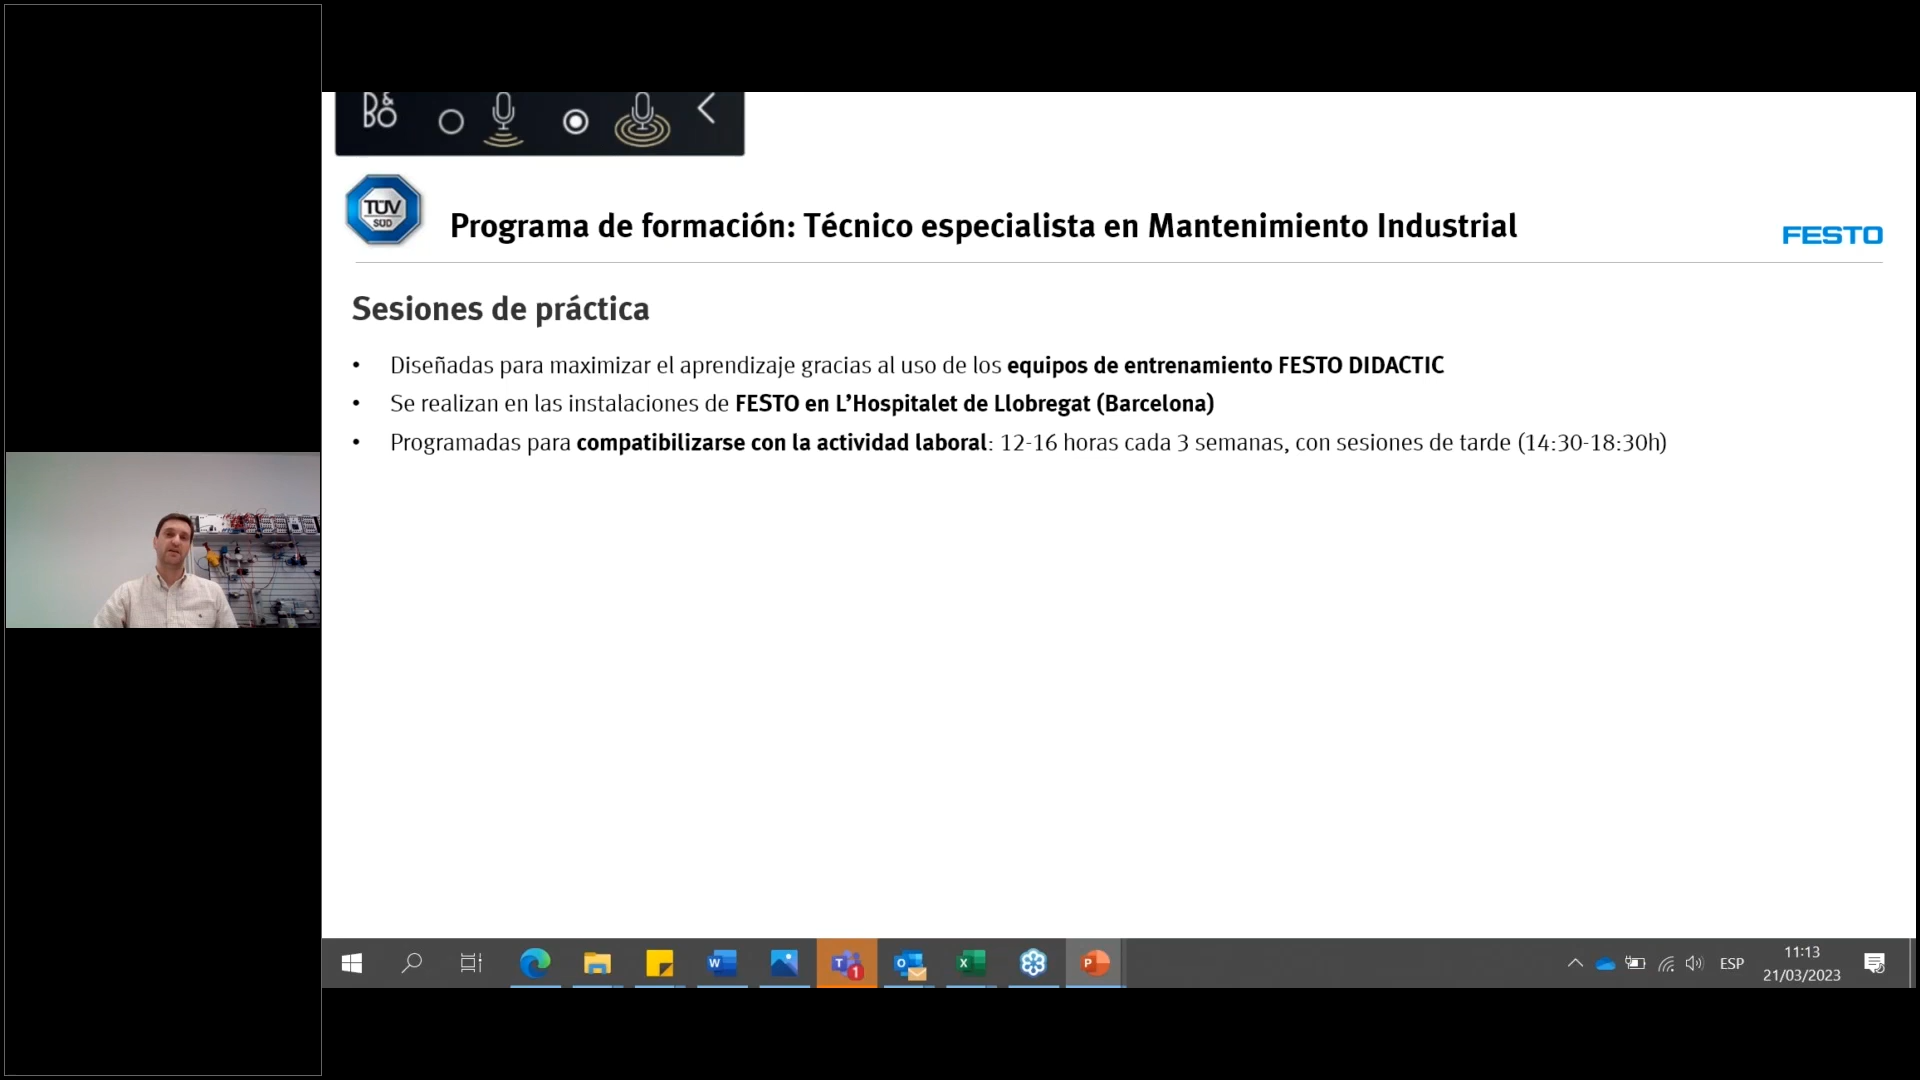 B&O
TÜV
SÜD
Programa de formación: Técnico especialista en Mantenimiento Industrial
FESTO
Sesiones de práctica
• Diseñadas para maximizar el aprendizaje gracias al uso de los equipos de entrenamiento FESTO DIDACTIC
• Se realizan en las instalaciones de FESTO en L’Hospitalet de Llobregat (Barcelona)
• Programadas para compatibilizarse con la actividad laboral: 12-16 horas cada 3 semanas, con sesiones de tarde (14:30-18:30h)
W
T 1
O
X
P
ESP
11:13
21/03/2023